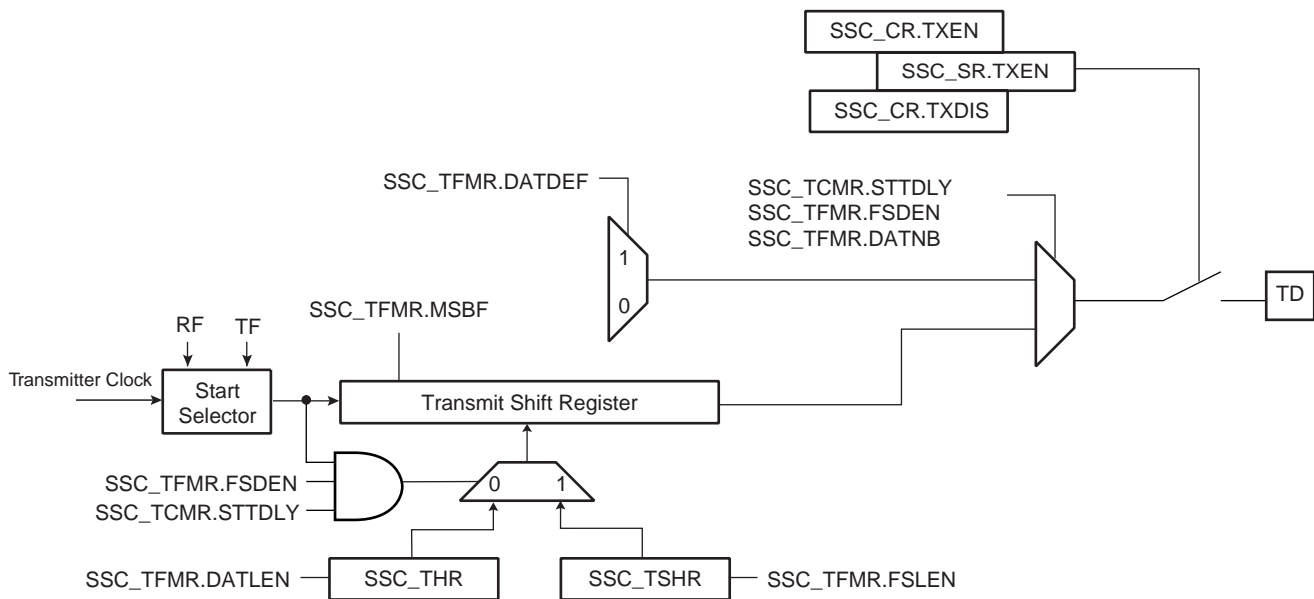 SSC_CR.TXEN
SSC_SR.TXEN
SSC_CR.TXDIS
SSC_TFMR.DATDEF
SSC_TCMR.STTDLY
SSC_TFMR.FSDEN
SSC_TFMR.DATNB
1
0
TD
SSC_TFMR.MSBF
RF TF
Transmitter Clock
Start
Selector
Transmit Shift Register
SSC_TFMR.FSDEN
SSC_TCMR.STTDLY
0 1
SSC_TFMR.DATLEN
SSC_THR
SSC_TSHR
SSC_TFMR.FSLEN